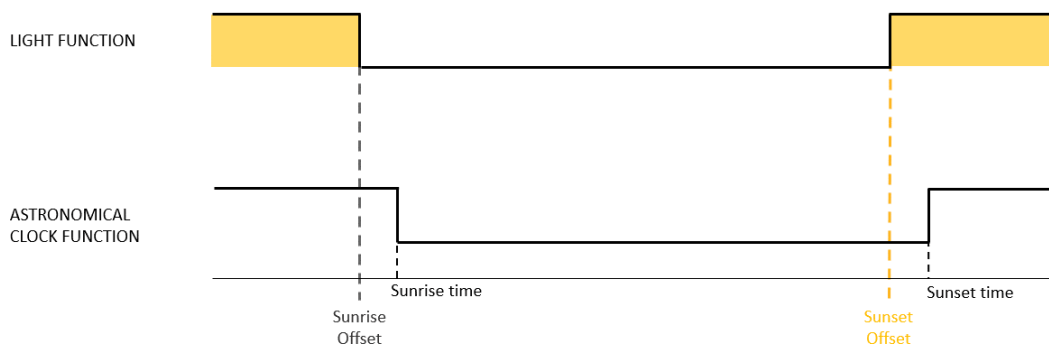 LIGHT FUNCTION
ASTRONOMICAL
CLOCK FUNCTION
Sunrise time
Sunset time
Sunrise
Offset
Sunset
Offset